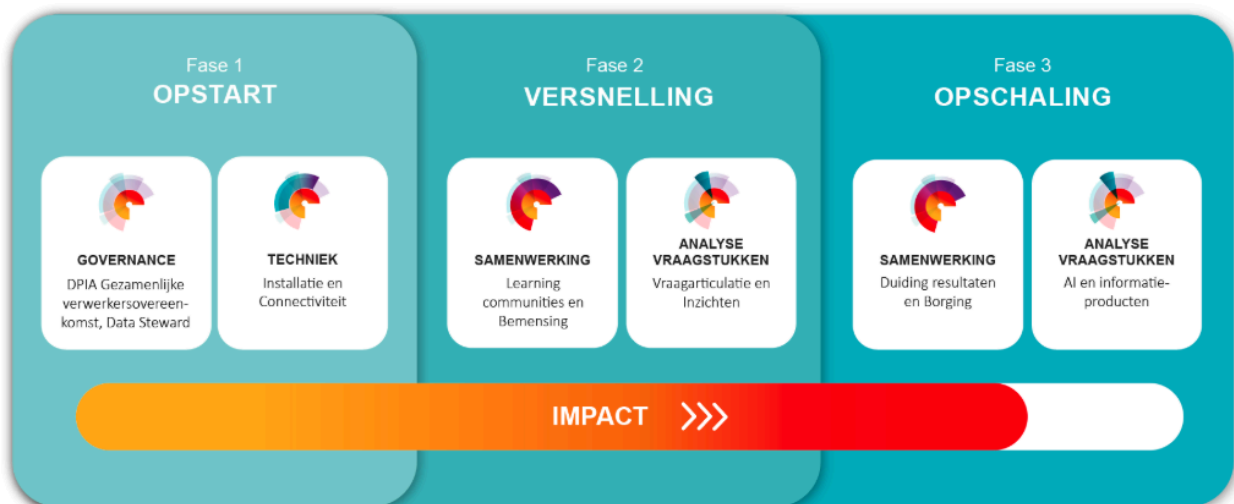 Fase 1
OPSTART
GOVERNANCE
DPIA Gezamenlijke
verwerkersovereen-
komst, Data Steward
TECHNIEK
Installatie en
Connectiviteit
Fase 2
VERSNELLING
SAMENWERKING
Learning
communities en
Bemensing
ANALYSE
VRAAGSTUKKEN
Vraagarticulatie en
Inzichten
Fase 3
OPSCHALING
SAMENWERKING
Duiding resultaten
en Borging
ANALYSE
VRAAGSTUKKEN
AI en informatie-
producten
IMPACT